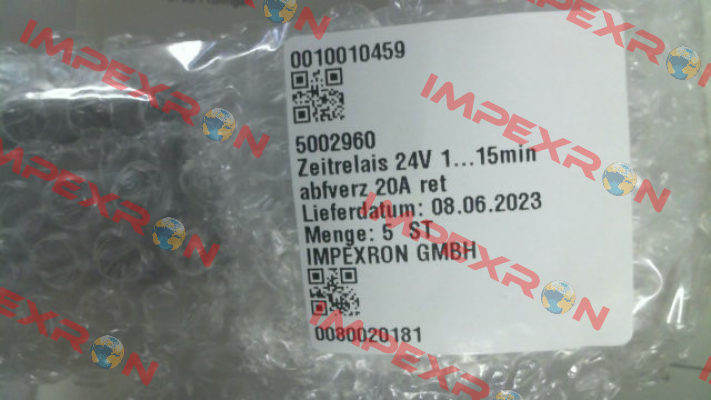 IMPEXRON
IMPEXRON
IMPEXRON
IMPEXRON
IMPEXRON
0010010459
5002960
Zeitrelais 24V 1...15min
abfverz 20A ret
Lieferdatum: 08.06.2023
Menge: 5 ST
IMPEXRON GMBH
0080020181